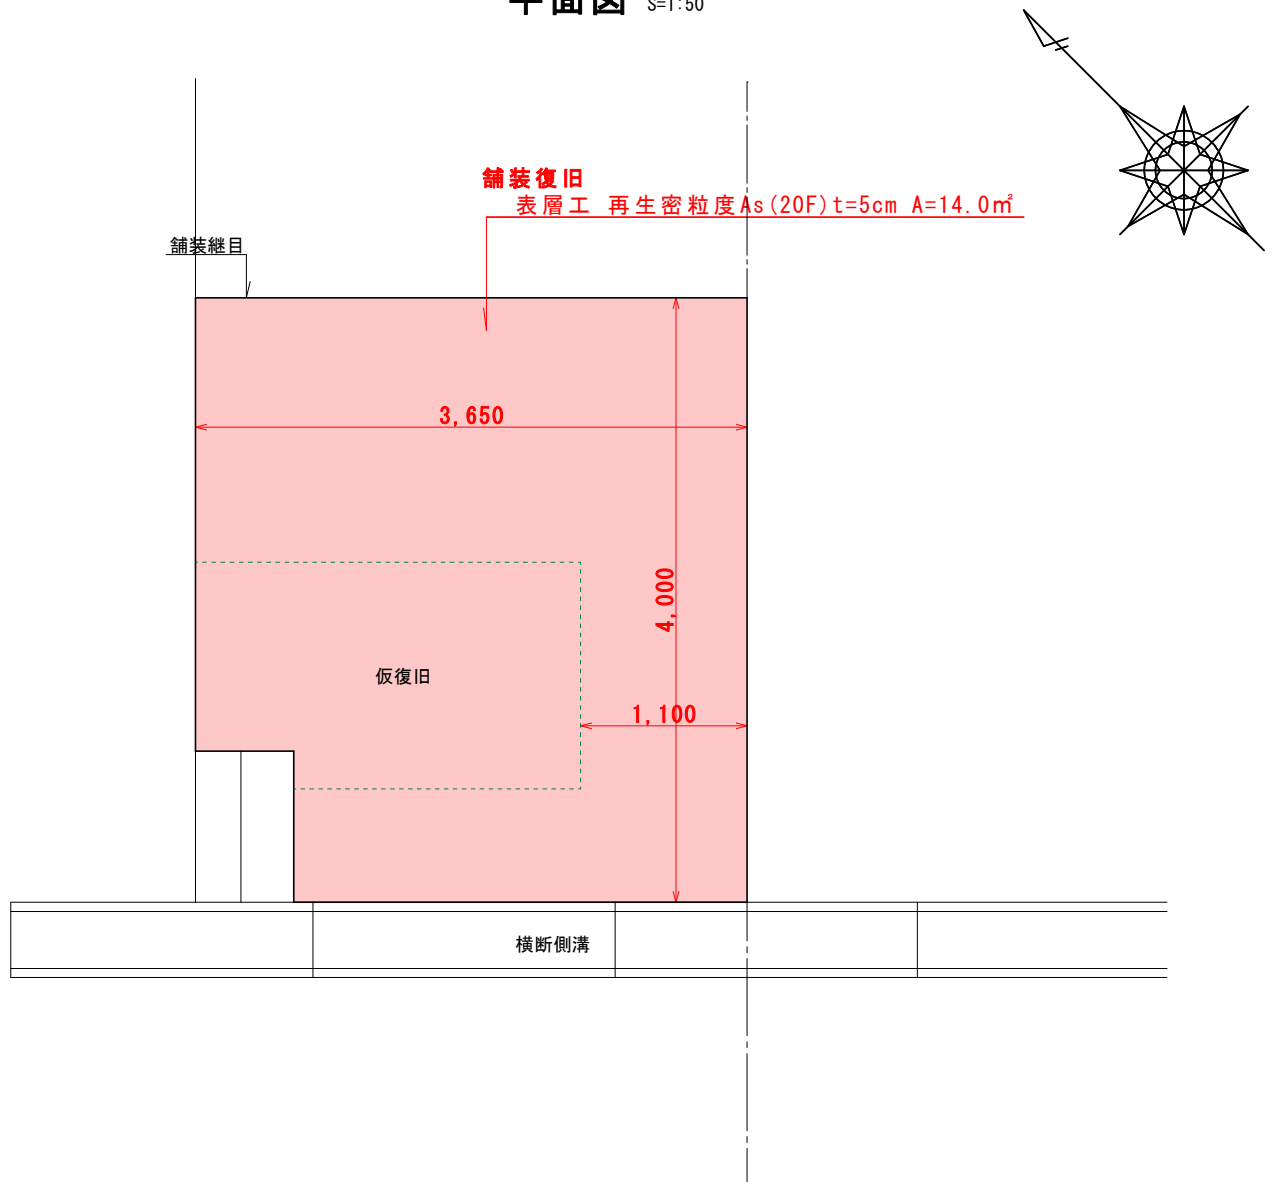 平面図 S=1:50
舗装復旧
表層工 再生密粒度As(20F)t=5cm A=14.0㎡
舗装継目
3,650
4,000
仮復旧
1,100
横断側溝